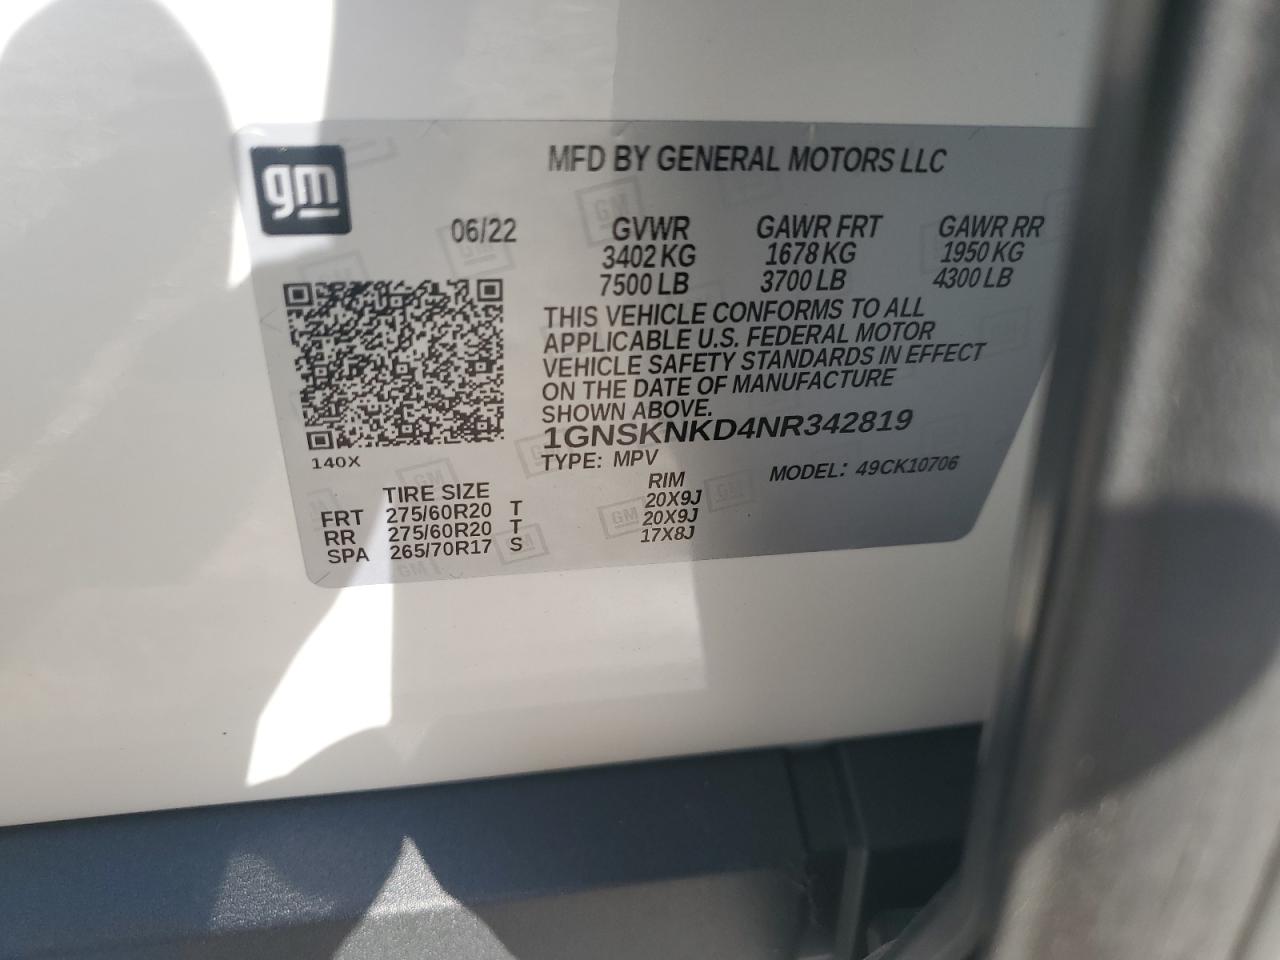 gm
MFD BY GENERAL MOTORS LLC
06/22 GVWR GAWR FRT GAWR RR
3402 KG 1678 KG 1950 KG
7500 LB 3700 LB 4300 LB
THIS VEHICLE CONFORMS TO ALL
APPLICABLE U.S. FEDERAL MOTOR
VEHICLE SAFETY STANDARDS IN EFFECT
ON THE DATE OF MANUFACTURE
SHOWN ABOVE.
1GNSKNKD4NR342819
140X
TYPE: MPV MODEL: 49CK10706
TIRE SIZE RIM
FRT 275/60R20 T 20X9J
RR 275/60R20 T 20X9J
SPA 265/70R17 S 17X8J